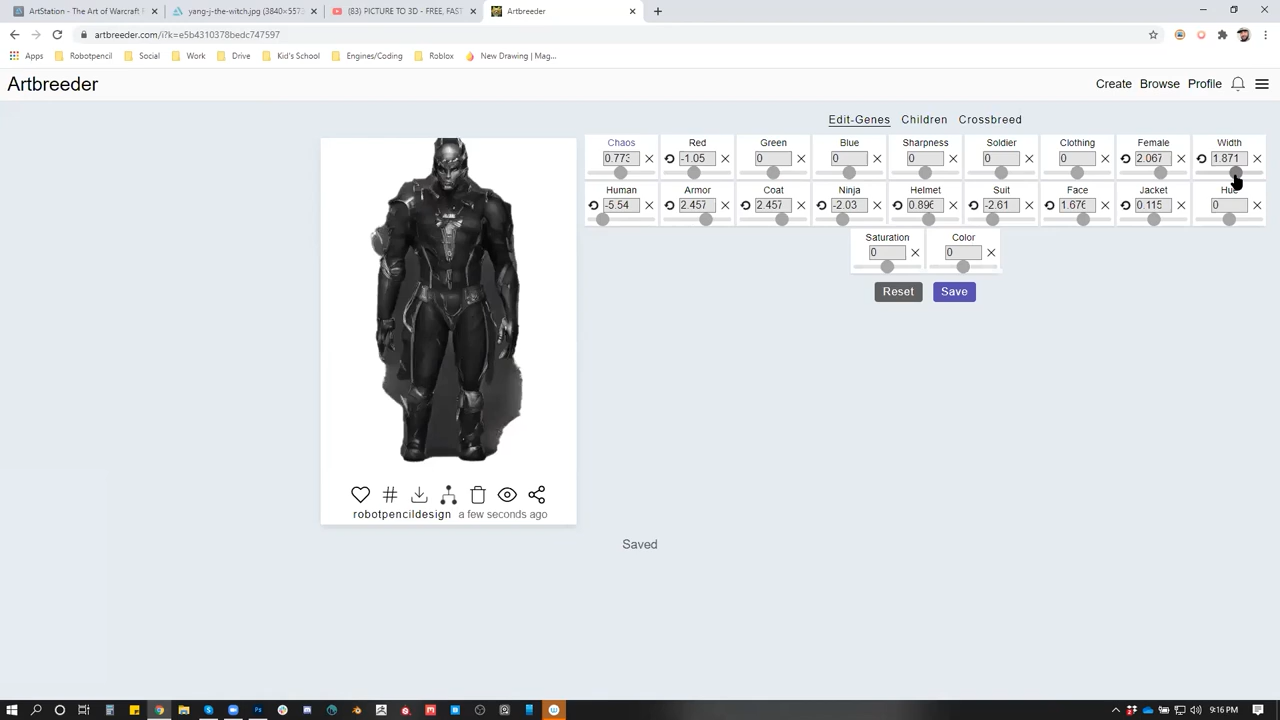 ArtStation - The Art of Warcraft F
yang-j-the-witch.jpg (3840×557
(83) PICTURE TO 3D - FREE, FAST
Artbreeder
artbreeder.com/i?k=e5b4310378bedc747597
Apps Robotpencil Social Work Drive Kid's School Engines/Coding Roblox New Drawing | Mag...
Artbreeder
Create Browse Profile
Edit-Genes Children Crossbreed
Chaos Red Green Blue Sharpness Soldier Clothing Female Width
0.773 -1.05 0 0 0 0 0 2.067 1.871
Human Armor Coat Ninja Helmet Suit Face Jacket Hue
-5.54 2.457 2.457 -2.03 0.896 -2.61 1.676 0.115 0
Saturation Color
0 0
Reset Save
robotpencildesign a few seconds ago
Saved
9:16 PM